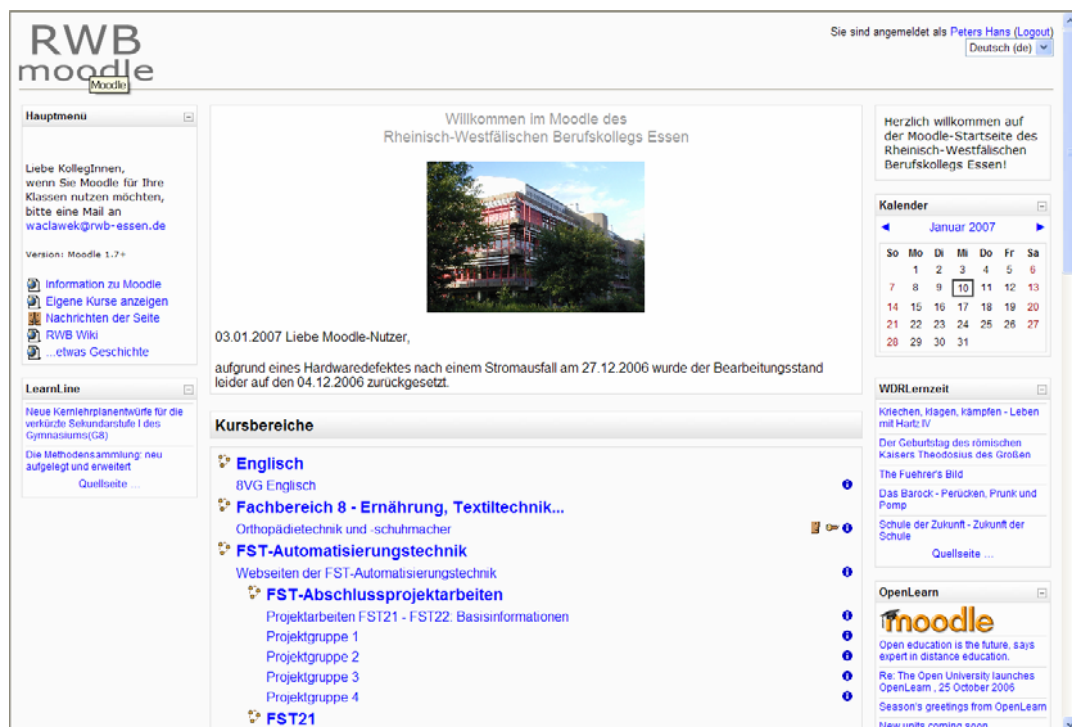 RWB
moodle
Moodle
Sie sind angemeldet als Peters Hans (Logout)
Deutsch (de)
Hauptmenü
Liebe KollegInnen,
wenn Sie Moodle für Ihre
Klassen nutzen möchten,
bitte eine Mail an
waclawek@rwb-essen.de
Version: Moodle 1.7+
Information zu Moodle
Eigene Kurse anzeigen
Nachrichten der Seite
RWB Wiki
...etwas Geschichte
LearnLine
Neue Kernlehrplanentwürfe für die
verkürzte Sekundarstufe I des
Gymnasiums(G8)
Die Methodensammlung: neu
aufgelegt und erweitert
Quellseite ...
Willkommen im Moodle des
Rheinisch-Westfälischen Berufskollegs Essen
03.01.2007 Liebe Moodle-Nutzer,
aufgrund eines Hardwaredefektes nach einem Stromausfall am 27.12.2006 wurde der Bearbeitungsstand
leider auf den 04.12.2006 zurückgesetzt.
Kursbereiche
Englisch
8VG Englisch
Fachbereich 8 - Ernährung, Textiltechnik...
Orthopädietechnik und -schuhmacher
FST-Automatisierungstechnik
Webseiten der FST-Automatisierungstechnik
FST-Abschlussprojektarbeiten
Projektarbeiten FST21 - FST22: Basisinformationen
Projektgruppe 1
Projektgruppe 2
Projektgruppe 3
Projektgruppe 4
FST21
Herzlich willkommen auf
der Moodle-Startseite des
Rheinisch-Westfälischen
Berufskollegs Essen!
Kalender
Januar 2007
So Mo Di Mi Do Fr Sa
1 2 3 4 5 6
7 8 9 10 11 12 13
14 15 16 17 18 19 20
21 22 23 24 25 26 27
28 29 30 31
WDRLernzeit
Kriechen, klagen, kämpfen - Leben
mit Hartz IV
Der Geburtstag des römischen
Kaisers Theodosius des Großen
The Fuehrer's Bild
Das Barock - Perücken, Prunk und
Pomp
Schule der Zukunft - Zukunft der
Schule
Quellseite ...
OpenLearn
moodle
Open education is the future, says
expert in distance education.
Re: The Open University launches
OpenLearn , 25 October 2006
Season's greetings from OpenLearn
New units coming soon